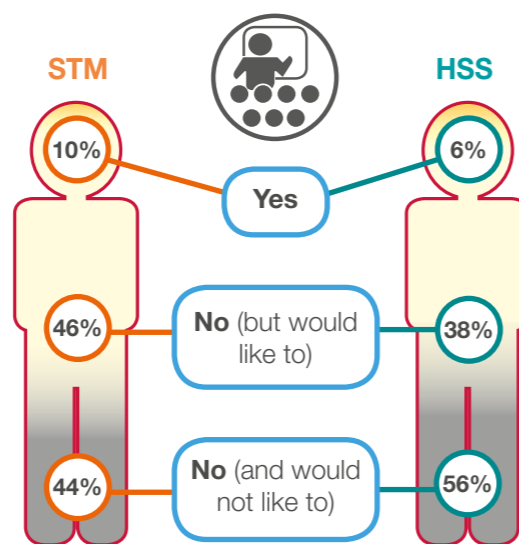 STM
HSS
10%
6%
Yes
46%
No (but would
like to)
38%
44%
No (and would
not like to)
56%